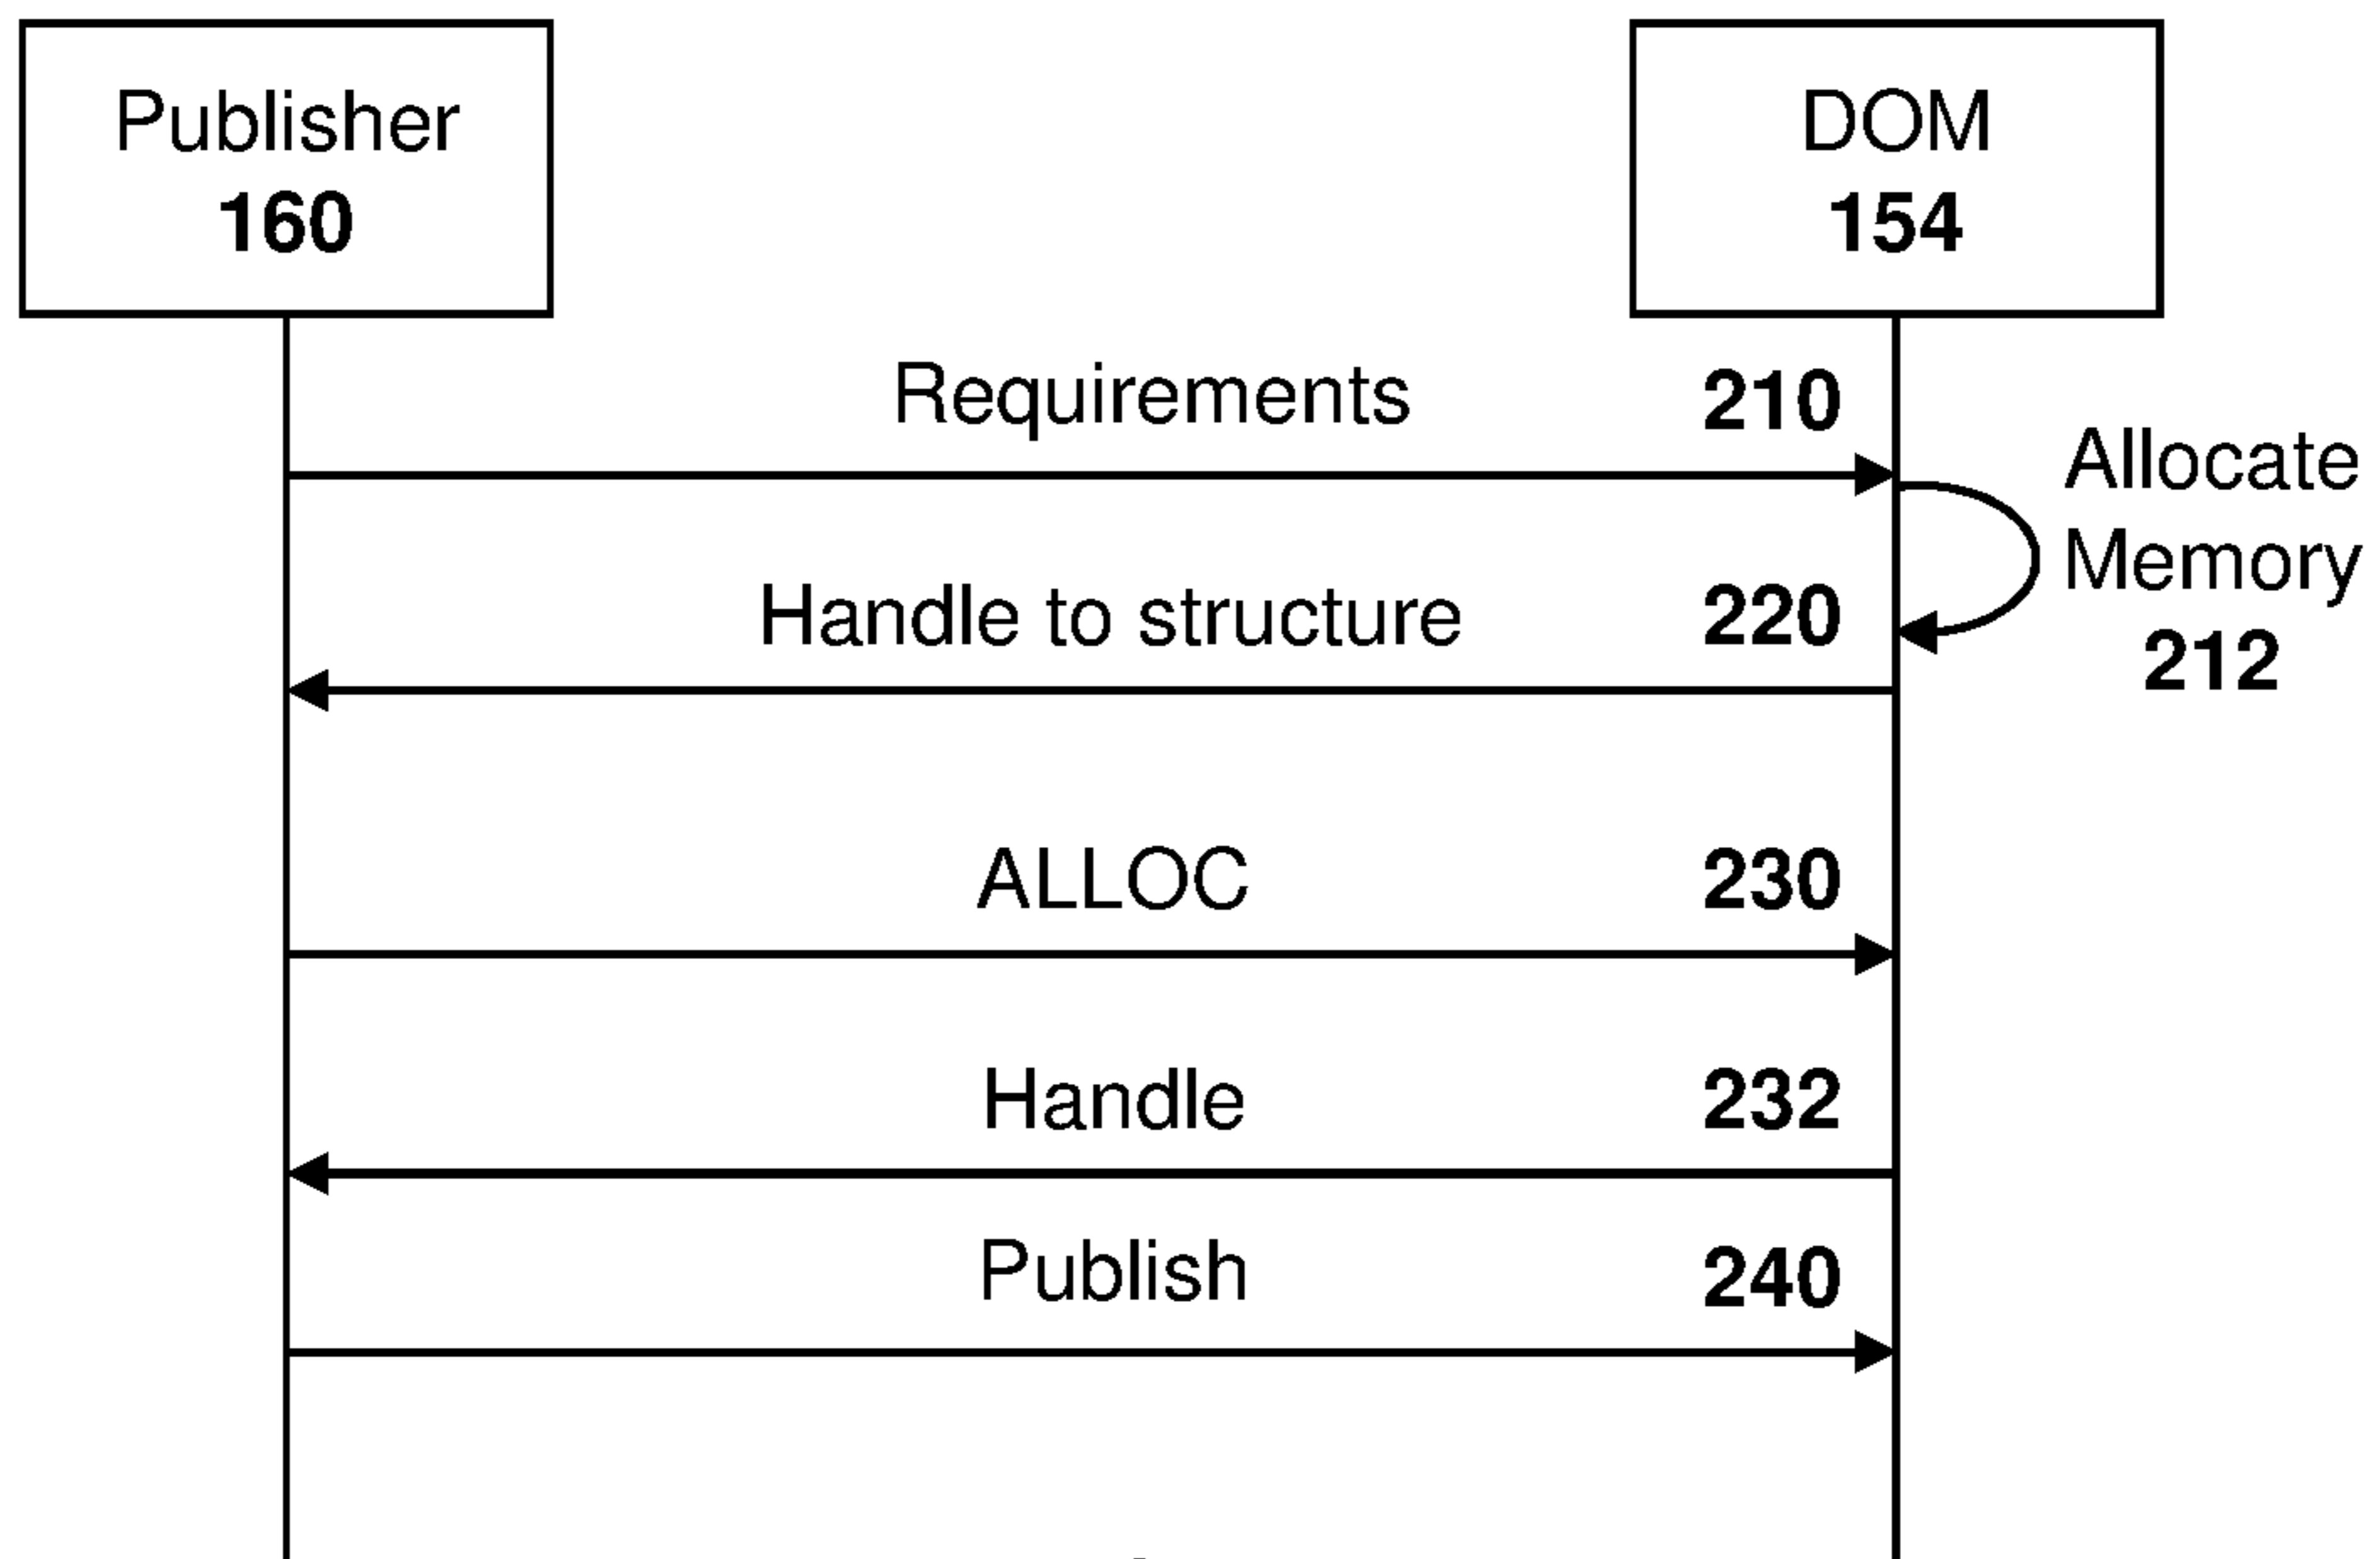 Publisher
160
DOM
154
Requirements 210
Allocate
Memory
212
Handle to structure 220
ALLOC 230
Handle 232
Publish 240